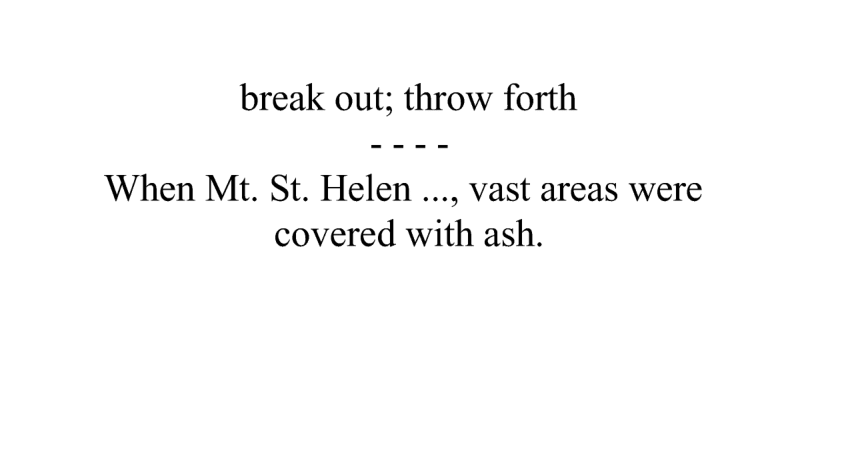 break out; throw forth
- - - -
When Mt. St. Helen ..., vast areas were
covered with ash.